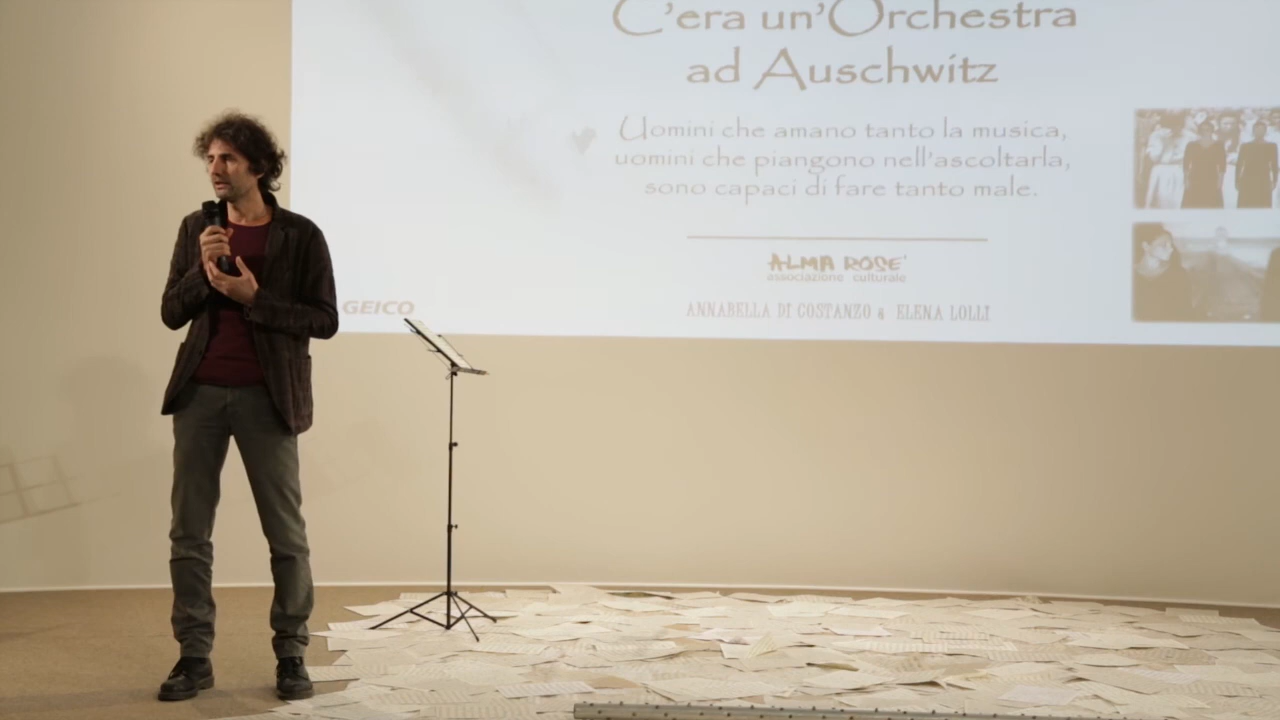 C'era un'Orchestra
ad Auschwitz
Uomini che amano tanto la musica,
uomini che piangono nell'ascoltarla,
sono capaci di fare tanto male.
ALMA ROSE'
associazione culturale
GEICO
ANNABELLA DI COSTANZO e ELENA LOLLI